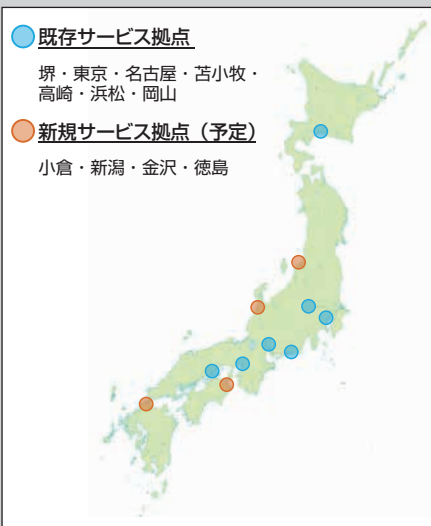 既存サービス拠点
堺・東京・名古屋・苫小牧・
高崎・浜松・岡山
新規サービス拠点（予定）
小倉・新潟・金沢・徳島